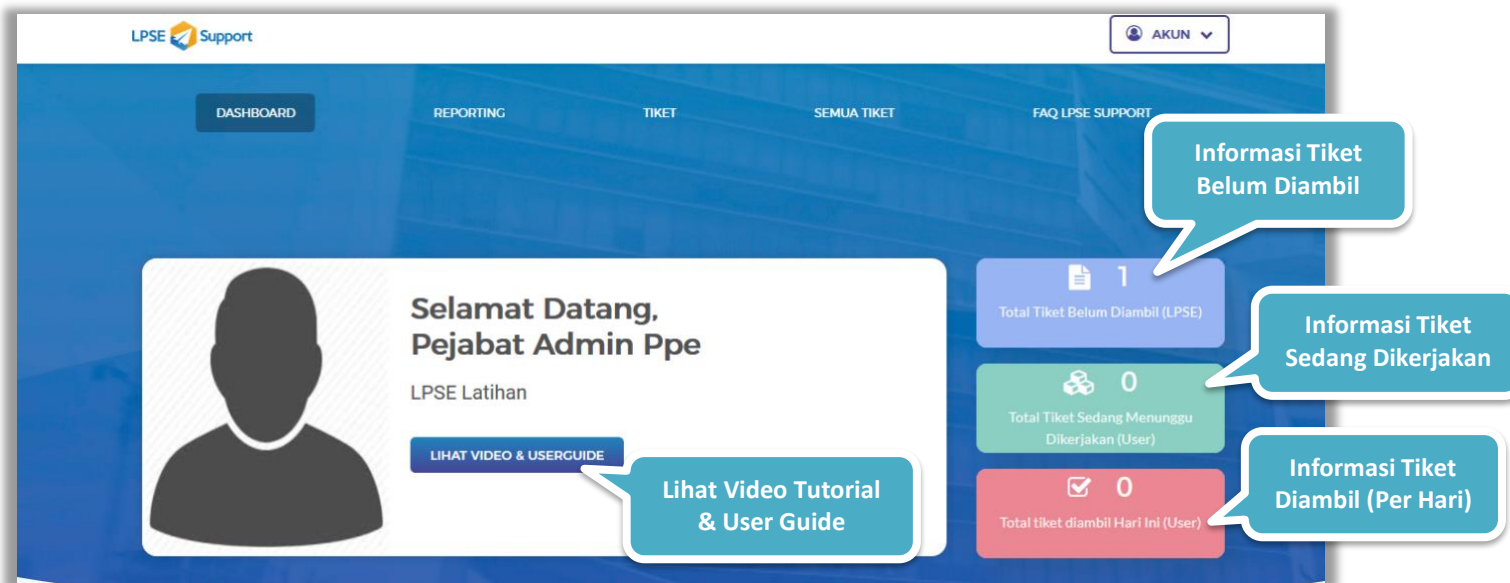 LPSE Support
AKUN
DASHBOARD
REPORTING
TIKET
SEMUA TIKET
FAQ LPSE SUPPORT
Informasi Tiket
Belum Diambil
Selamat Datang,
Pejabat Admin Ppe
LPSE Latihan
LIHAT VIDEO & USERGUIDE
Lihat Video Tutorial
& User Guide
1
Total Tiket Belum Diambil (LPSE)
Informasi Tiket
Sedang Dikerjakan
0
Total Tiket Sedang Menunggu
Dikerjakan (User)
Informasi Tiket
Diambil (Per Hari)
0
Total tiket diambil Hari Ini (User)